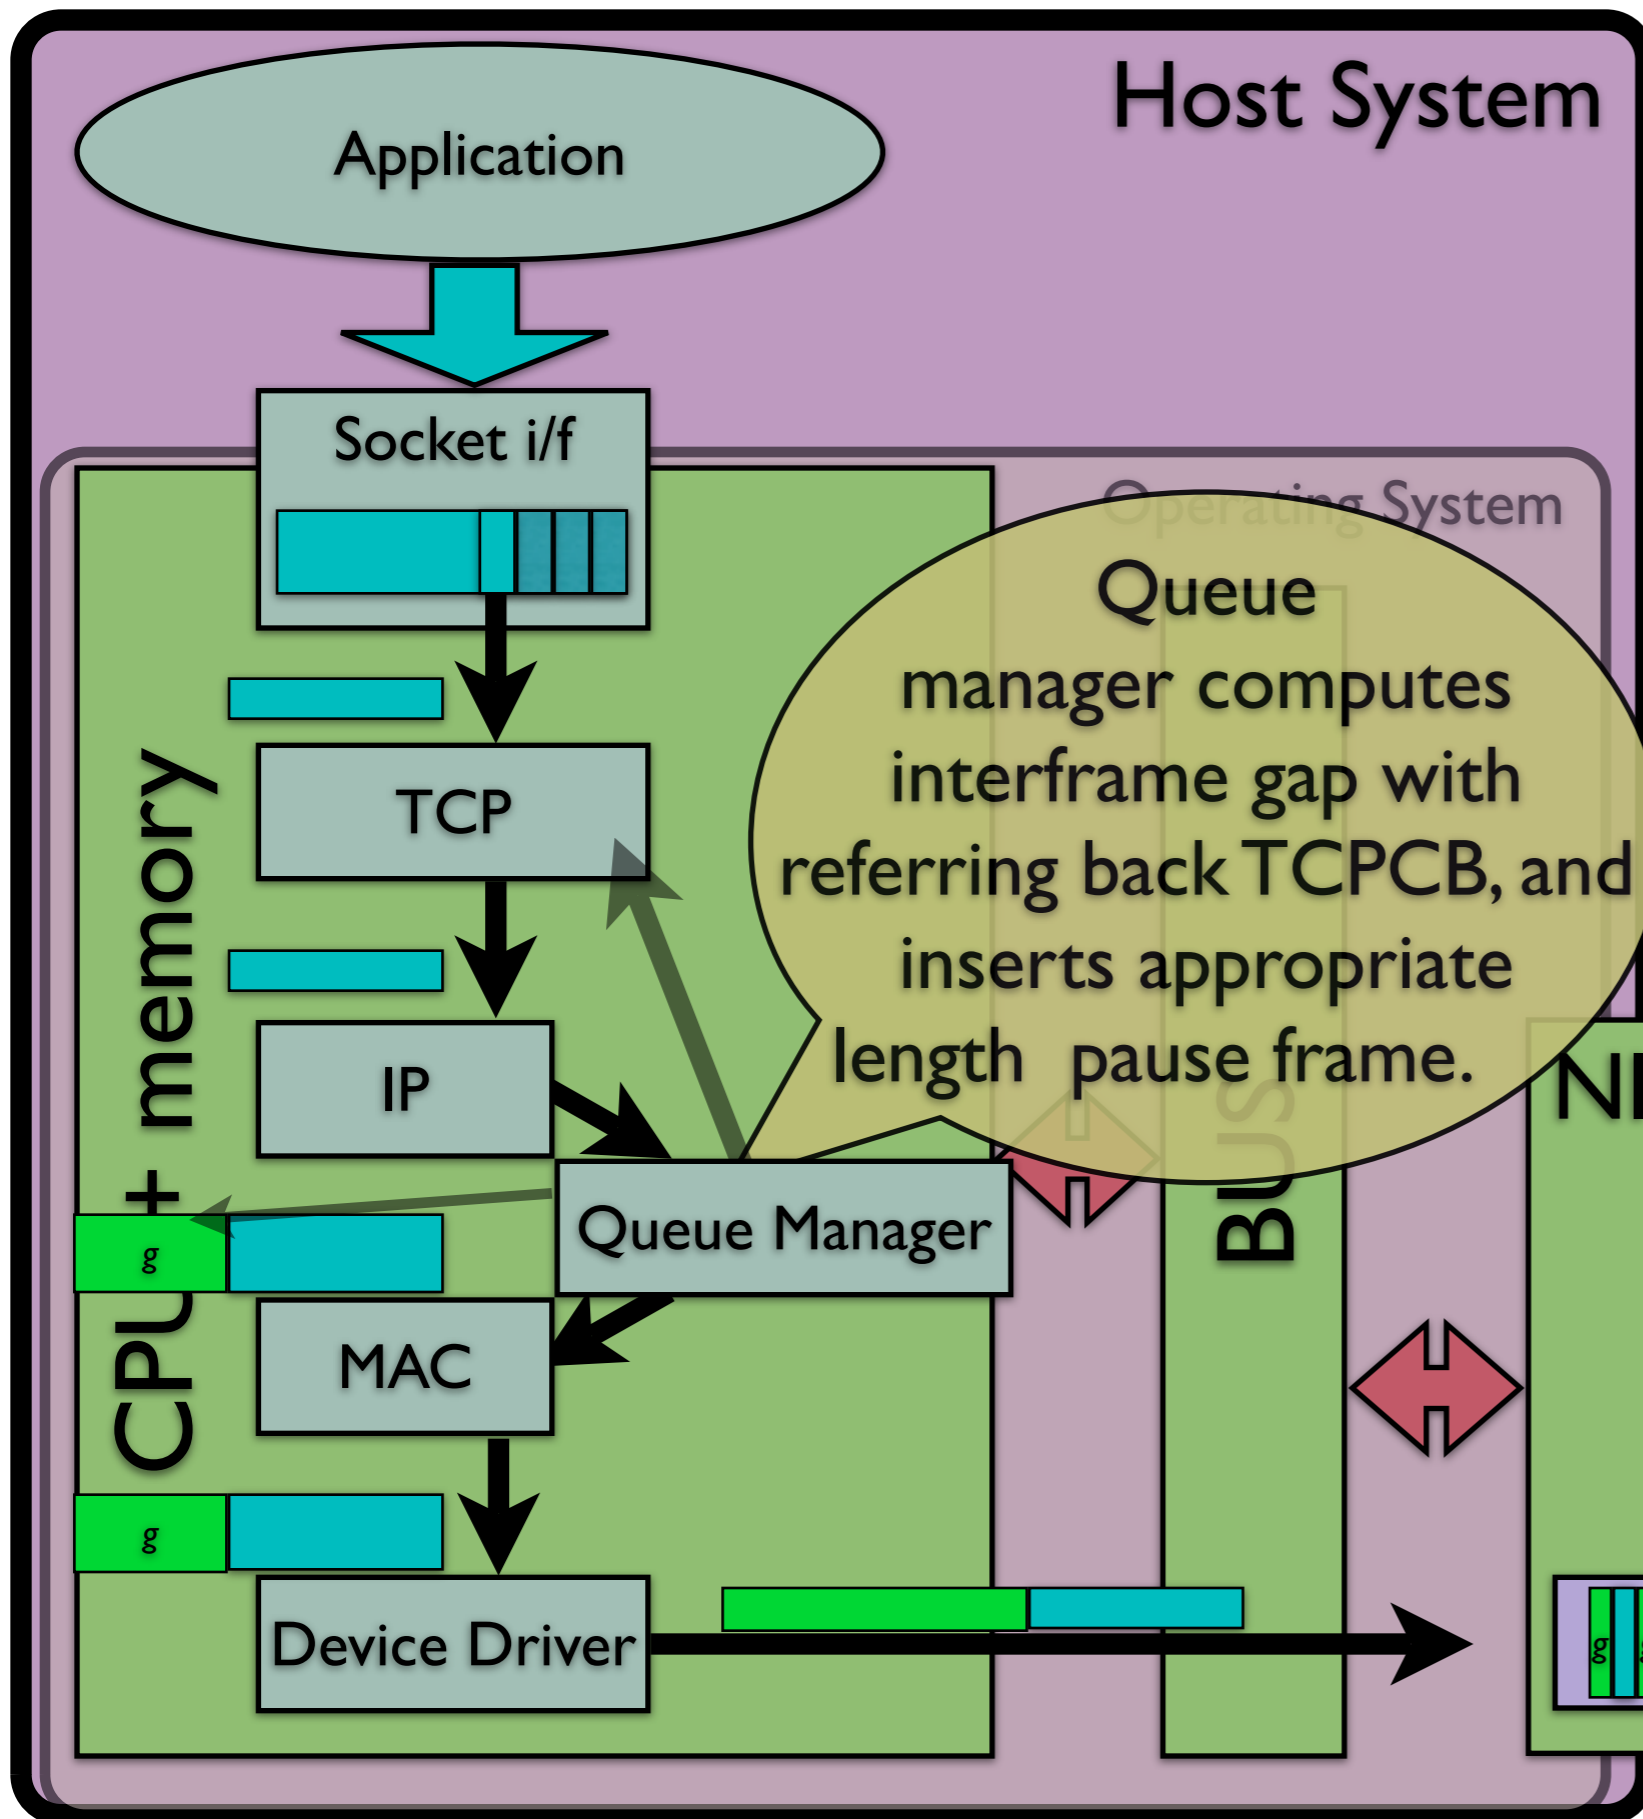 Host System
Application
Socket i/f
Operating System
Queue
manager computes
interframe gap with
referring back TCPCB, and
inserts appropriate
length pause frame.
TCP
CPU + memory
IP
BUS
Queue Manager
g
MAC
g
Device Driver
g